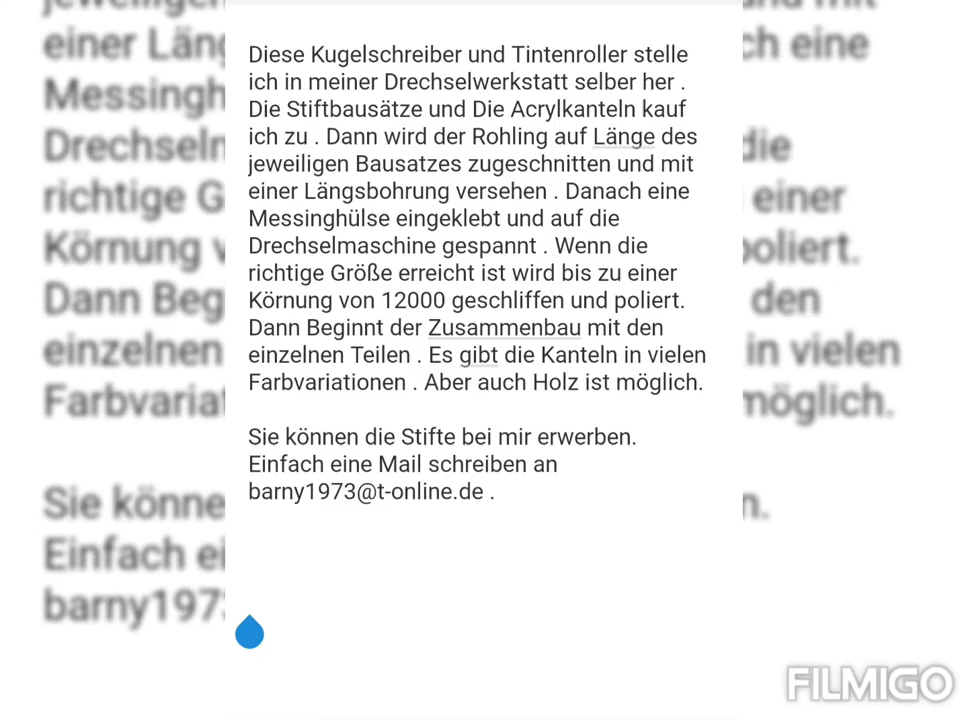 Diese Kugelschreiber und Tintenroller stelle
ich in meiner Drechselwerkstatt selber her .
Die Stiftbausätze und Die Acrylkanteln kauf
ich zu . Dann wird der Rohling auf Länge des
jeweiligen Bausatzes zugeschnitten und mit
einer Längsbohrung versehen . Danach eine
Messinghülse eingeklebt und auf die
Drechselmaschine gespannt . Wenn die
richtige Größe erreicht ist wird bis zu einer
Körnung von 12000 geschliffen und poliert.
Dann Beginnt der Zusammenbau mit den
einzelnen Teilen . Es gibt die Kanteln in vielen
Farbvariationen . Aber auch Holz ist möglich.
Sie können die Stifte bei mir erwerben.
Einfach eine Mail schreiben an
barny1973@t-online.de .
FILMIGO